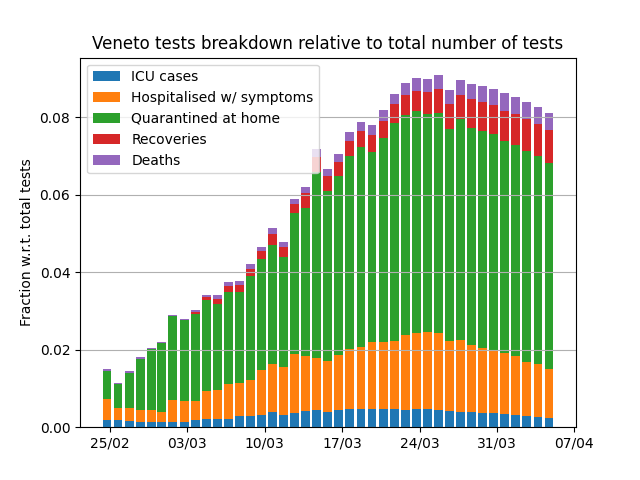 Veneto tests breakdown relative to total number of tests
ICU cases
Hospitalised w/ symptoms
Quarantined at home
Recoveries
Deaths
Fraction w.r.t. total tests
0.08
0.06
0.04
0.02
0.00
25/02
03/03
10/03
17/03
24/03
31/03
07/04